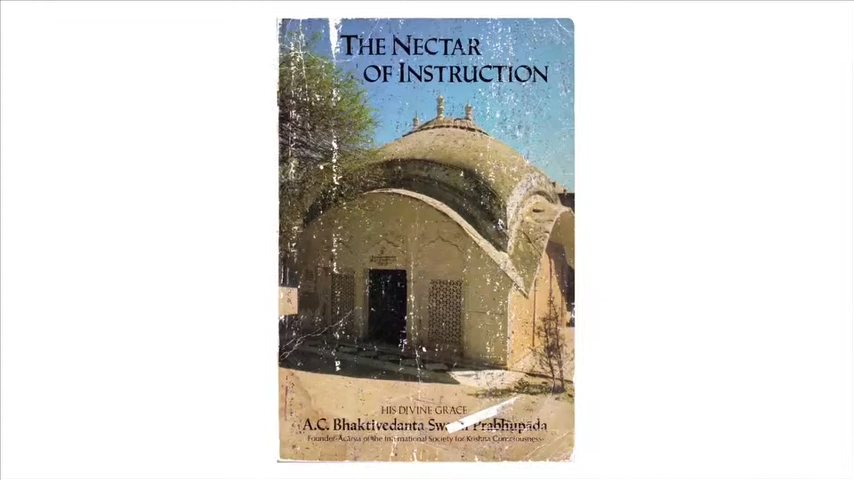 THE NECTAR
OF INSTRUCTION
HIS DIVINE GRACE
A.C. Bhaktivedanta Prabhupāda
Founder-Ācārya of the International Society for Krishna Consciousness